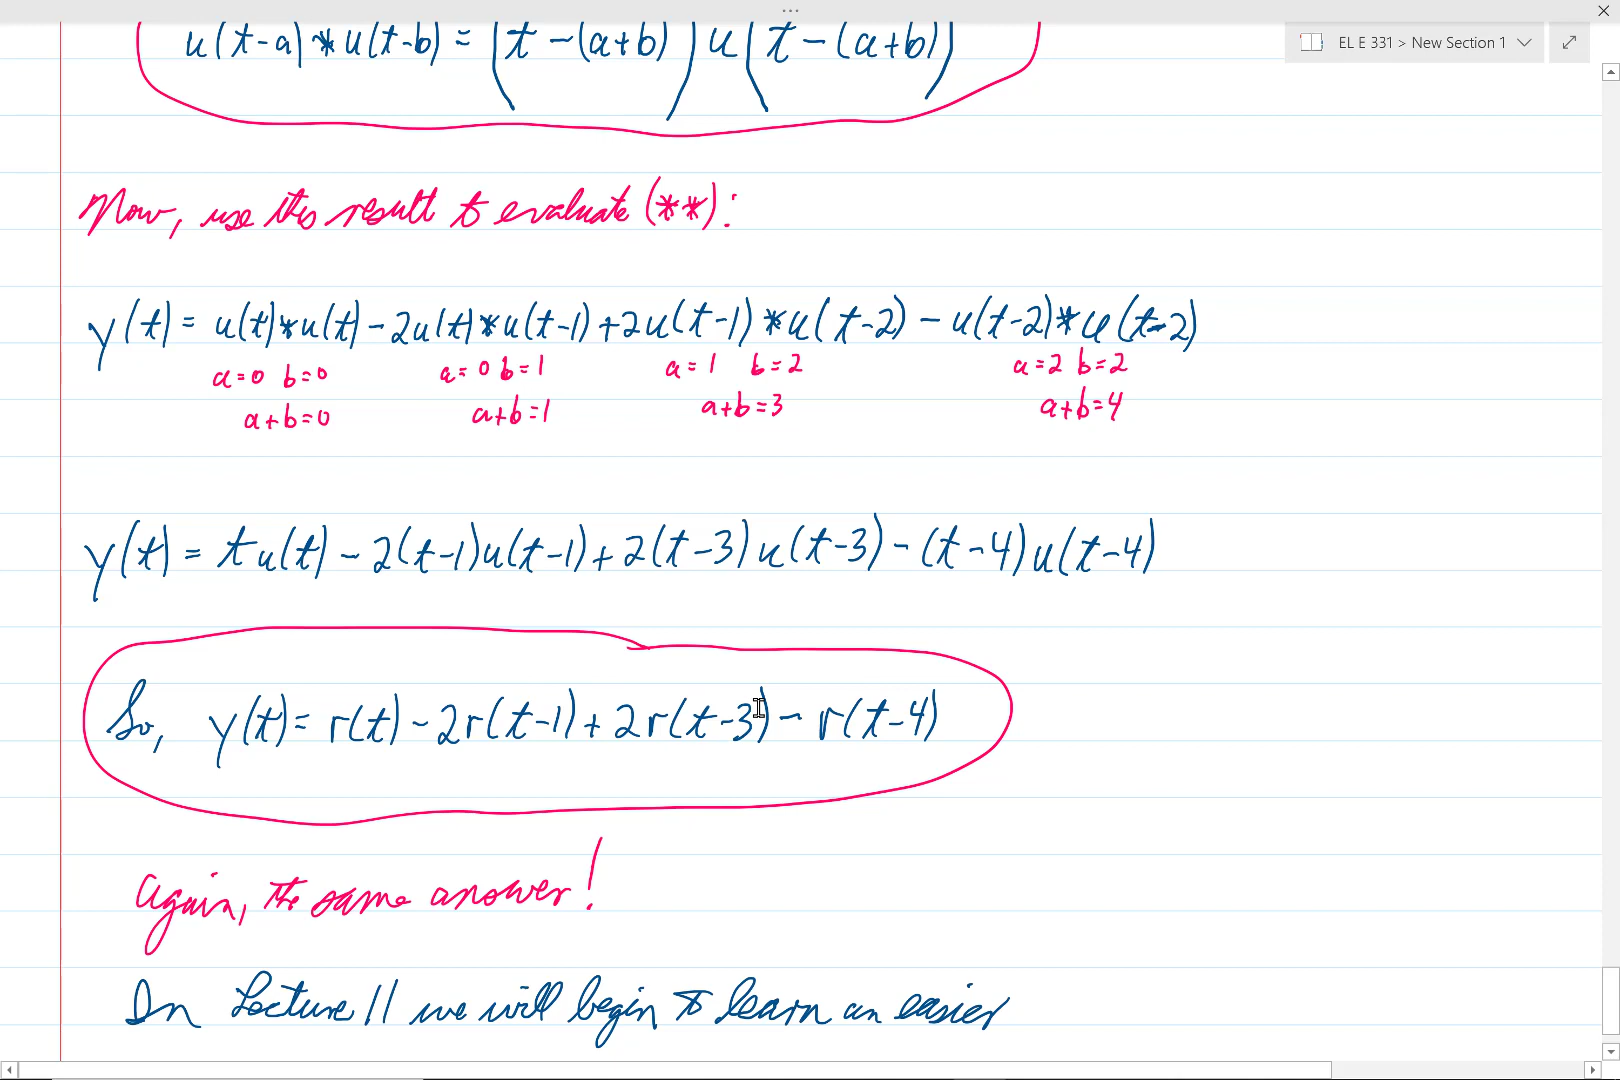 EL E 331 > New Section 1
u(t-a)*u(t-b) = (t-(a+b))u(t-(a+b))
Now, use this result to evaluate (**):
y(t) = u(t)*u(t) - 2u(t)*u(t-1) + 2u(t-1)*u(t-2) - u(t-2)*u(t-2)
a=0 b=0 a=0 b=1 a=1 b=2 a=2 b=2
a+b=0 a+b=1 a+b=3 a+b=4
y(t) = tu(t) - 2(t-1)u(t-1) + 2(t-3)u(t-3) - (t-4)u(t-4)
So, y(t) = r(t) - 2r(t-1) + 2r(t-3) - r(t-4)
Again, the same answer!
In Lecture 11 we will begin to learn an easier